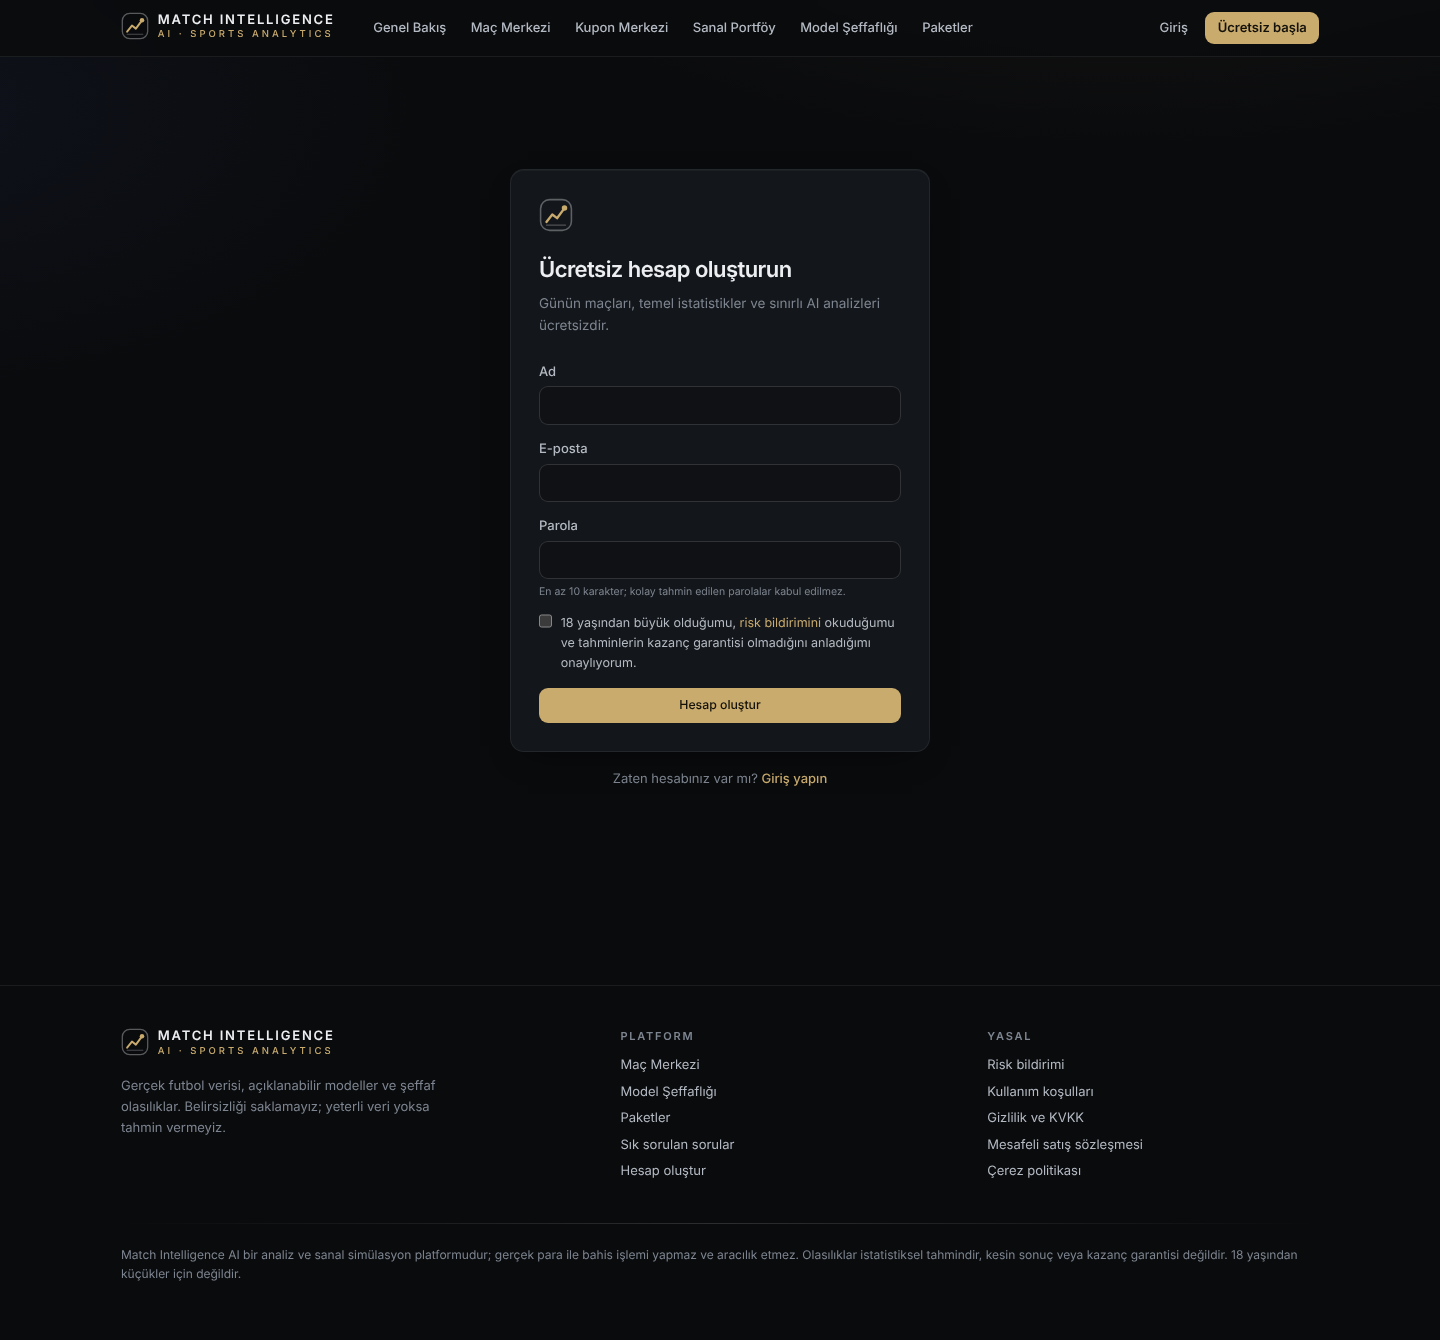 MATCH INTELLIGENCE
AI · SPORTS ANALYTICS
Genel Bakış
Maç Merkezi
Kupon Merkezi
Sanal Portföy
Model Şeffaflığı
Paketler
Giriş
Ücretsiz başla
Ücretsiz hesap oluşturun
Günün maçları, temel istatistikler ve sınırlı AI analizleri
ücretsizdir.
Ad
E-posta
Parola
En az 10 karakter; kolay tahmin edilen parolalar kabul edilmez.
18 yaşından büyük olduğumu, risk bildirimini okuduğumu
ve tahminlerin kazanç garantisi olmadığını anladığımı
onaylıyorum.
Hesap oluştur
Zaten hesabınız var mı? Giriş yapın
MATCH INTELLIGENCE
AI · SPORTS ANALYTICS
Gerçek futbol verisi, açıklanabilir modeller ve şeffaf
olasılıklar. Belirsizliği saklamayız; yeterli veri yoksa
tahmin vermeyiz.
PLATFORM
Maç Merkezi
Model Şeffaflığı
Paketler
Sık sorulan sorular
Hesap oluştur
YASAL
Risk bildirimi
Kullanım koşulları
Gizlilik ve KVKK
Mesafeli satış sözleşmesi
Çerez politikası
Match Intelligence AI bir analiz ve sanal simülasyon platformudur; gerçek para ile bahis işlemi yapmaz ve aracılık etmez. Olasılıklar istatistiksel tahmindir, kesin sonuç veya kazanç garantisi değildir. 18 yaşından
küçükler için değildir.